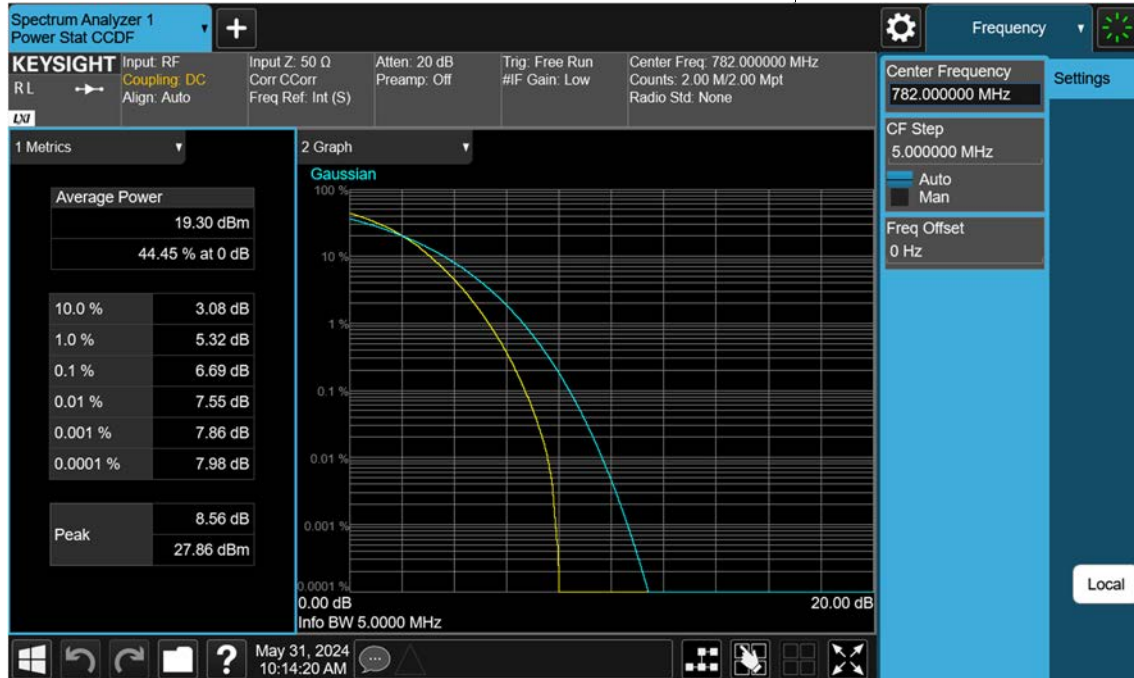 Spectrum Analyzer 1
Power Stat CCDF
+
Frequency
KEYSIGHT
R L
LXI
Input: RF
Coupling: DC
Align: Auto
Input Z: 50 Ω
Corr CCorr
Freq Ref: Int (S)
Atten: 20 dB
Preamp: Off
Trig: Free Run
#IF Gain: Low
Center Freq: 782.000000 MHz
Counts: 2.00 M/2.00 Mpt
Radio Std: None
Center Frequency
782.000000 MHz
Settings
CF Step
5.000000 MHz
Auto
Man
Freq Offset
0 Hz
Local
1 Metrics
Average Power
19.30 dBm
44.45 % at 0 dB
10.0 % 3.08 dB
1.0 % 5.32 dB
0.1 % 6.69 dB
0.01 % 7.55 dB
0.001 % 7.86 dB
0.0001 % 7.98 dB
Peak
8.56 dB
27.86 dBm
2 Graph
Gaussian
100 %
10 %
1 %
0.1 %
0.01 %
0.001 %
0.0001 %
0.00 dB 20.00 dB
Info BW 5.0000 MHz
?
May 31, 2024
10:14:20 AM